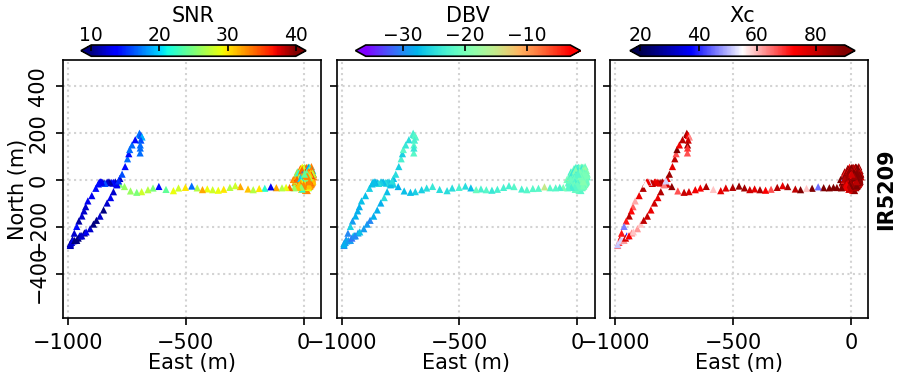 SNR DBV Xc
10 20 30 40 −30 −20 −10 20 40 60 80
North (m)
400
200
0
−200
−400
−1000 −500 0 −1000 −500 0 −1000 −500 0
East (m) East (m) East (m)
IR5209